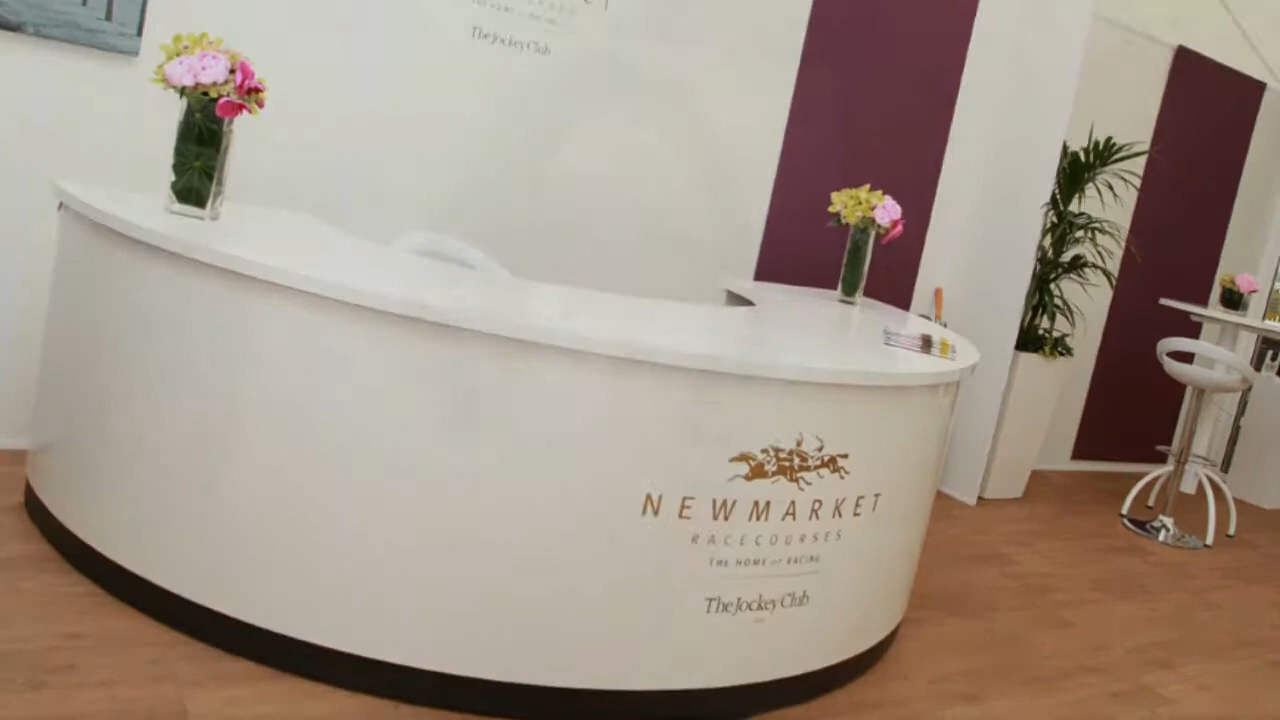 The Jockey Club
NEWMARKET
RACECOURSES
THE HOME of RACING
The Jockey Club